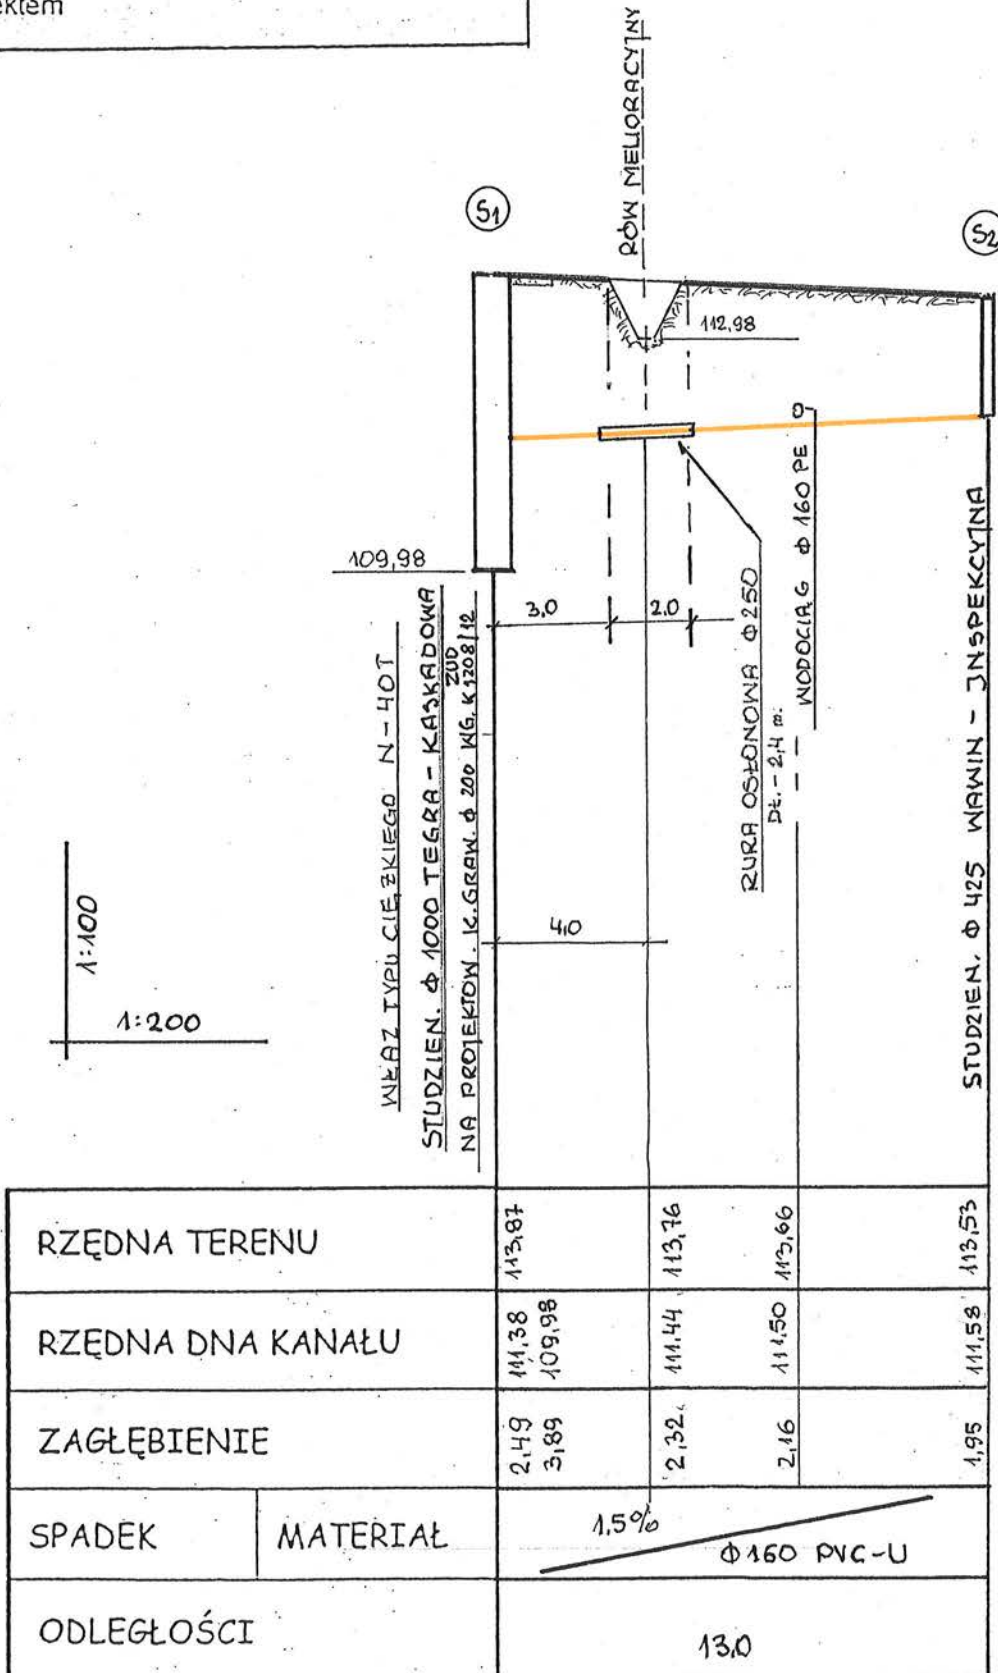 ektem
RÓW MELIORACYJNY
S1
S2
112,98
109,98
3,0
2,0
4,0
WŁAZ TYPU CIĘŻKIEGO N-40T
STUDZIEN. Φ 1000 TEGRA - KASKADOWA
ZUD
NA PROJEKTOW. K. GRAW. Φ 200 WG. K1208/12
RURA OSŁONOWA Φ250
DŁ. - 2,4 m.
WODOCIĄG Φ 160 PE
STUDZIEN. Φ 425 WAWIN - INSPEKCYJNA
1:100
1:200
RZĘDNA TERENU 113,87 113,76 113,66 113,53
RZĘDNA DNA KANAŁU 111,38 109,98 111.44 111.50 111,58
ZAGŁĘBIENIE 2,49 3,89 2,32. 2,16 1,95
SPADEK MATERIAŁ 1,5% Φ160 PVC-U
ODLEGŁOŚCI 13,0